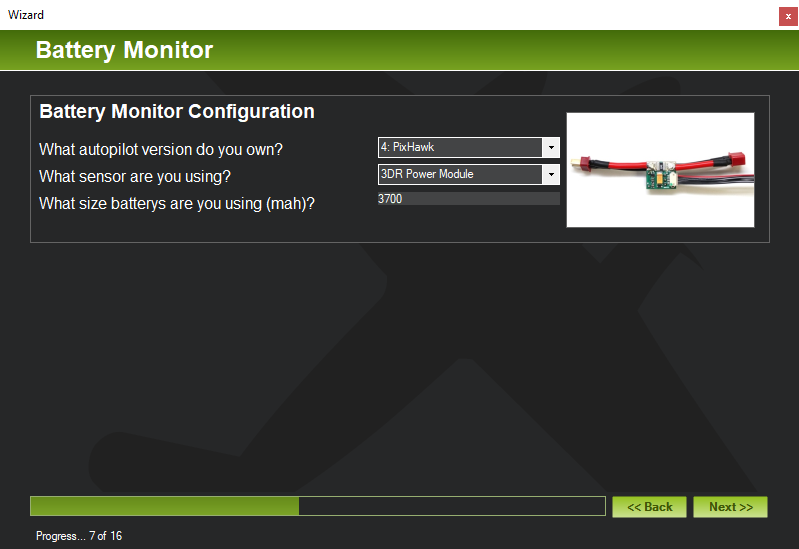 Wizard
x
Battery Monitor
Battery Monitor Configuration
What autopilot version do you own?
4: PixHawk
What sensor are you using?
3DR Power Module
What size batterys are you using (mah)?
3700
<< Back
Next >>
Progress... 7 of 16